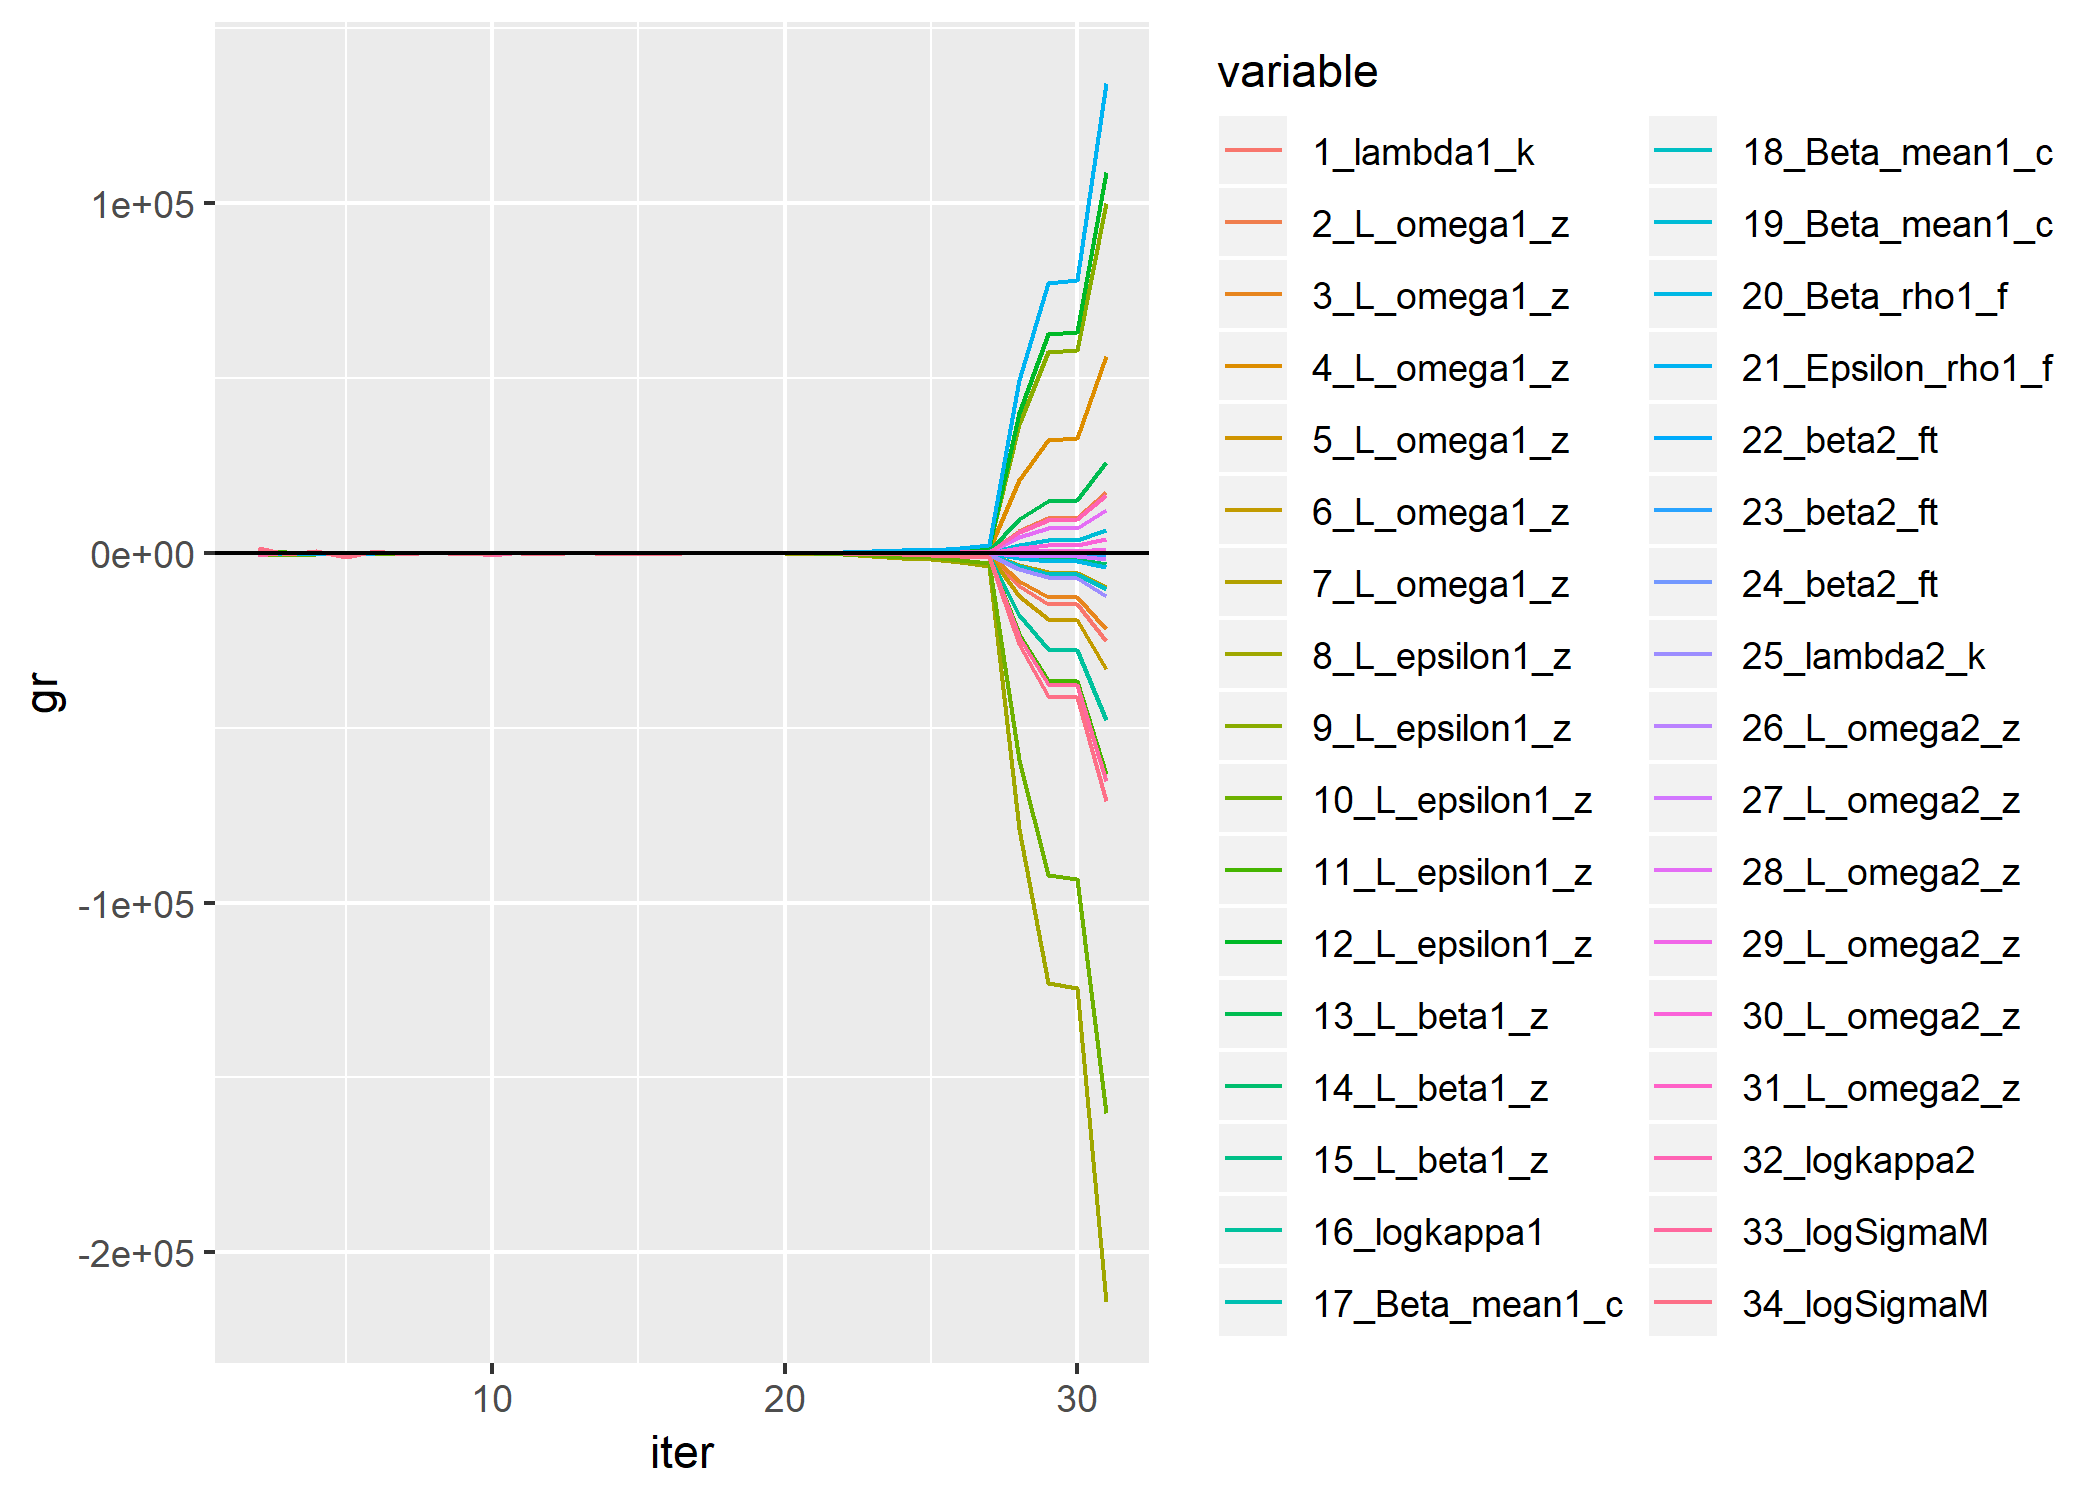 variable
1_lambda1_k
2_L_omega1_z
3_L_omega1_z
4_L_omega1_z
5_L_omega1_z
6_L_omega1_z
7_L_omega1_z
8_L_epsilon1_z
9_L_epsilon1_z
10_L_epsilon1_z
11_L_epsilon1_z
12_L_epsilon1_z
13_L_beta1_z
14_L_beta1_z
15_L_beta1_z
16_logkappa1
17_Beta_mean1_c
18_Beta_mean1_c
19_Beta_mean1_c
20_Beta_rho1_f
21_Epsilon_rho1_f
22_beta2_ft
23_beta2_ft
24_beta2_ft
25_lambda2_k
26_L_omega2_z
27_L_omega2_z
28_L_omega2_z
29_L_omega2_z
30_L_omega2_z
31_L_omega2_z
32_logkappa2
33_logSigmaM
34_logSigmaM
gr
1e+05
0e+00
-1e+05
-2e+05
10 20 30
iter